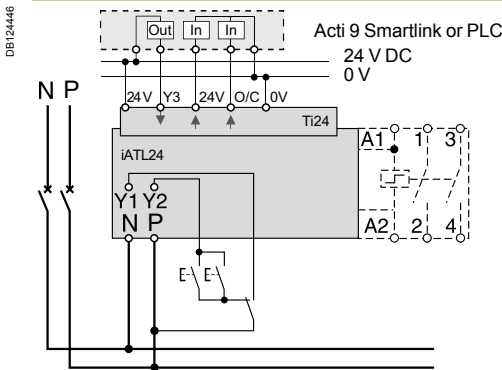 DB124446
Out In In
Acti 9 Smartlink or PLC
24 V DC
0 V
N P
24V Y3 24V O/C 0V
Ti24
iATL24
A1 1 3
Y1 Y2
N P
A2 2 4
E E